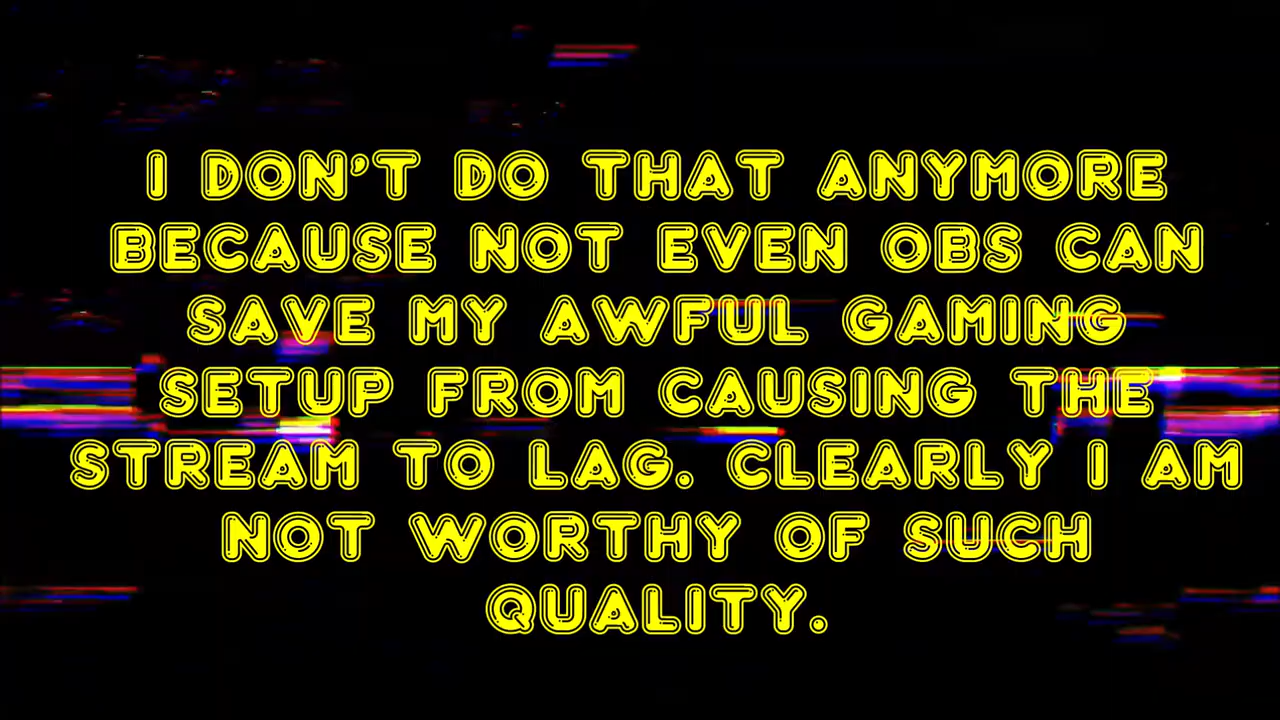 I DON'T DO THAT ANYMORE
BECAUSE NOT EVEN OBS CAN
SAVE MY AWFUL GAMING
SETUP FROM CAUSING THE
STREAM TO LAG. CLEARLY I AM
NOT WORTHY OF SUCH
QUALITY.